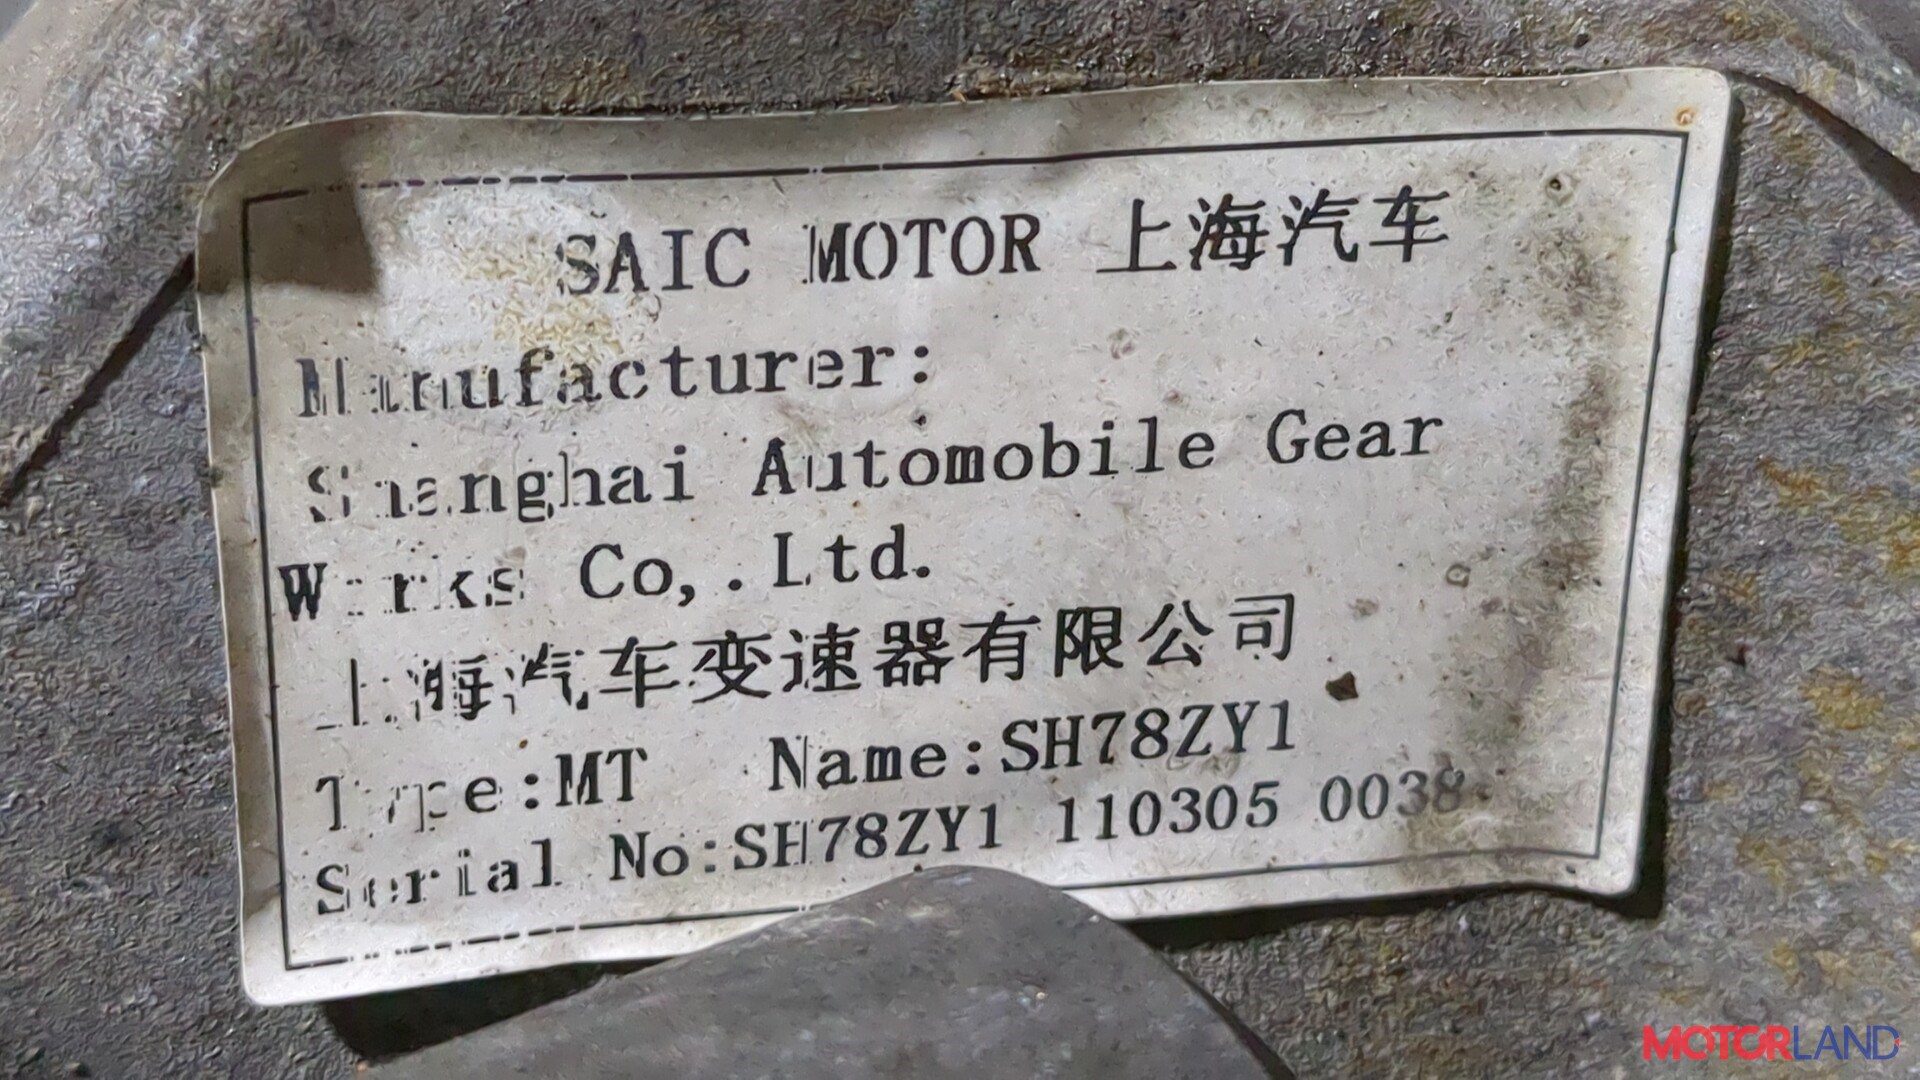 SAIC MOTOR 上海汽车
Manufacturer:
Shanghai Automobile Gear
Works Co,.Ltd.
上海汽车变速器有限公司
Type:MT Name:SH78ZY1
Serial No:SH78ZY1 110305 0038
MOTORLAND